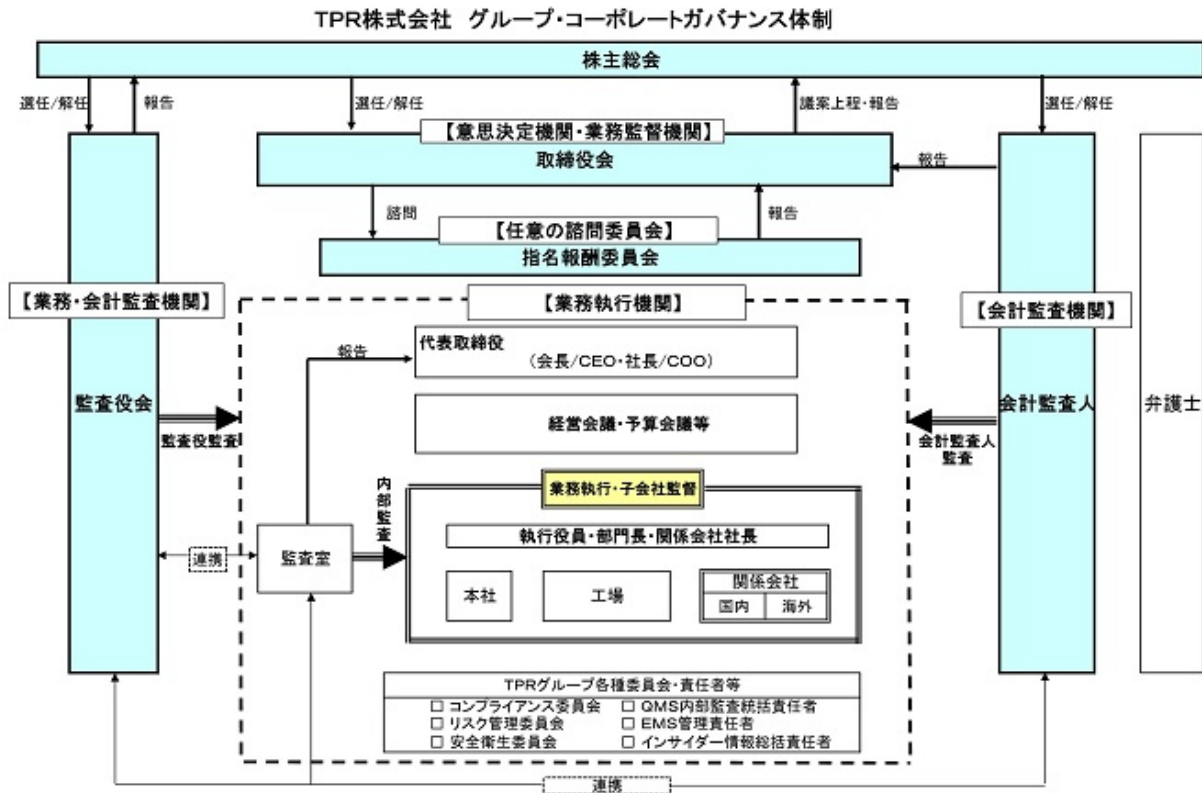 TPR株式会社 グループ・コーポレートガバナンス体制
株主総会
選任/解任
報告
選任/解任
議案上程・報告
選任/解任
【意思決定機関・業務監督機関】
取締役会
報告
諮問
報告
【任意の諮問委員会】
指名報酬委員会
【業務・会計監査機関】
【業務執行機関】
【会計監査機関】
代表取締役
(会長/CEO・社長/COO)
報告
監査役会
経営会議・予算会議等
会計監査人
弁護士
監査役監査
会計監査人
監査
内部監査
業務執行・子会社監督
執行役員・部門長・関係会社社長
連携
監査室
本社
工場
関係会社
国内 海外
TPRグループ各種委員会・責任者等
□ コンプライアンス委員会 □ QMS内部監査統括責任者
□ リスク管理委員会 □ EMS管理責任者
□ 安全衛生委員会 □ インサイダー情報総括責任者
連携